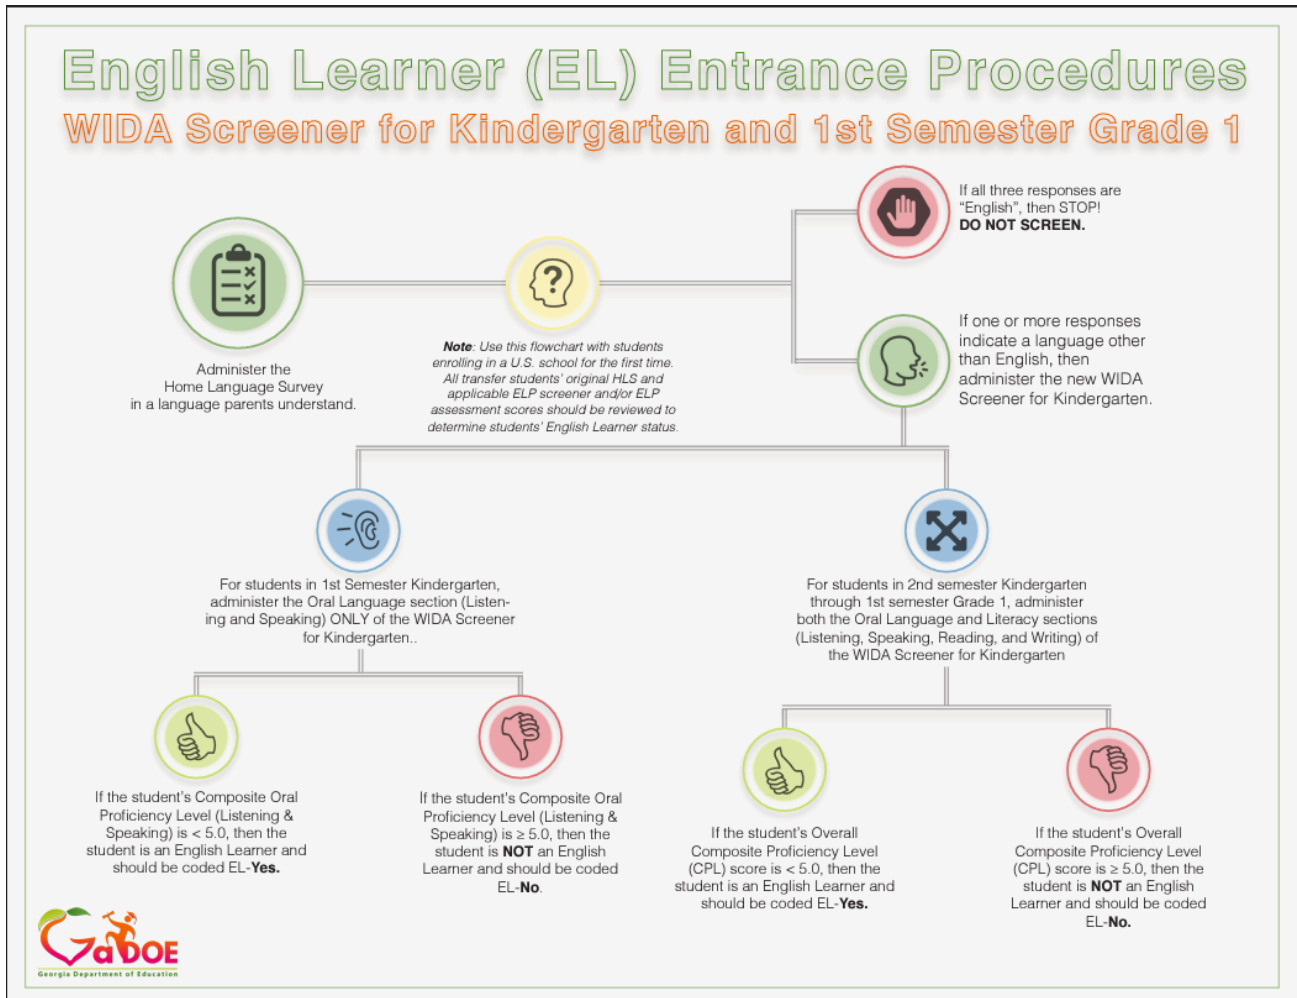 English Learner (EL) Entrance Procedures
WIDA Screener for Kindergarten and 1st Semester Grade 1
If all three responses are
“English”, then STOP!
DO NOT SCREEN.
Administer the
Home Language Survey
in a language parents understand.
?
Note: Use this flowchart with students
enrolling in a U.S. school for the first time.
All transfer students’ original HLS and
applicable ELP screener and/or ELP
assessment scores should be reviewed to
determine students’ English Learner status.
If one or more responses
indicate a language other
than English, then
administer the new WIDA
Screener for Kindergarten.
For students in 1st Semester Kindergarten,
administer the Oral Language section (Listen-
ing and Speaking) ONLY of the WIDA Screener
for Kindergarten..
For students in 2nd semester Kindergarten
through 1st semester Grade 1, administer
both the Oral Language and Literacy sections
(Listening, Speaking, Reading, and Writing) of
the WIDA Screener for Kindergarten
If the student’s Composite Oral
Proficiency Level (Listening &
Speaking) is < 5.0, then the
student is an English Learner and
should be coded EL-Yes.
If the student’s Composite Oral
Proficiency Level (Listening &
Speaking) is ≥ 5.0, then the
student is NOT an English
Learner and should be coded
EL-No.
If the student’s Overall
Composite Proficiency Level
(CPL) score is < 5.0, then the
student is an English Learner and
should be coded EL-Yes.
If the student’s Overall
Composite Proficiency Level
(CPL) score is ≥ 5.0, then the
student is NOT an English
Learner and should be coded
EL-No.
GaDOE
Georgia Department of Education